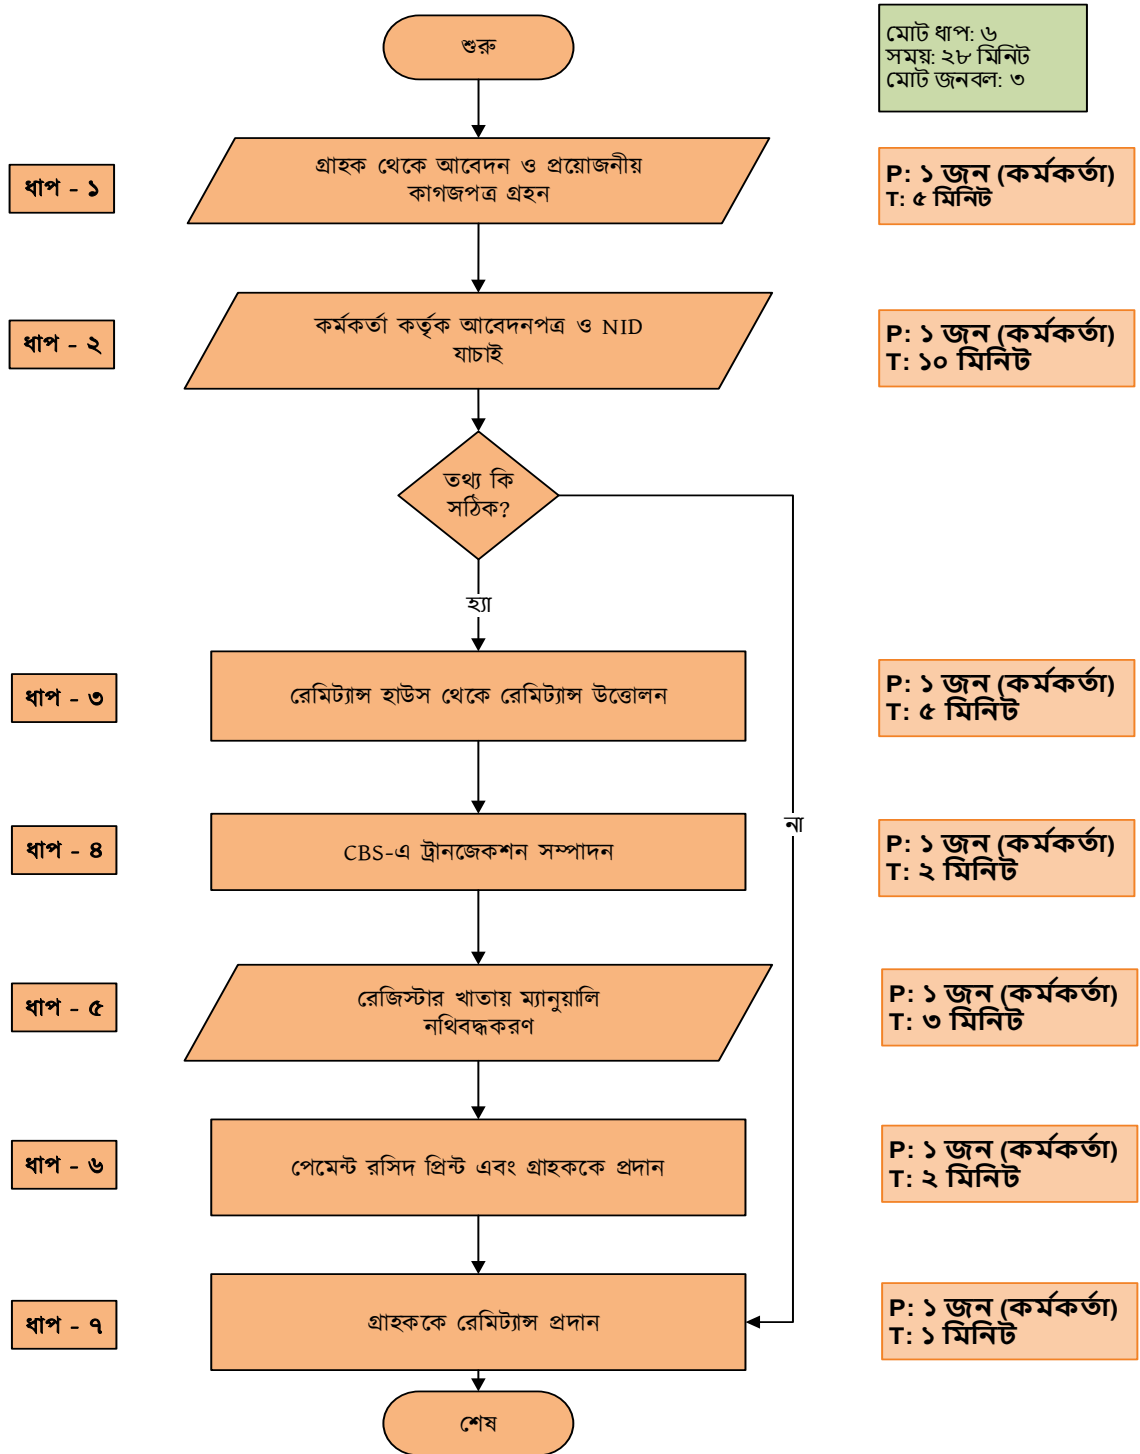 শুরু
মোট ধাপ: ৬
সময়: ২৮ মিনিট
মোট জনবল: ৩
ধাপ - ১
গ্রাহক থেকে আবেদন ও প্রয়োজনীয়
কাগজপত্র গ্রহন
P: ১ জন (কর্মকর্তা)
T: ৫ মিনিট
ধাপ - ২
কর্মকর্তা কর্তৃক আবেদনপত্র ও NID
যাচাই
P: ১ জন (কর্মকর্তা)
T: ১০ মিনিট
তথ্য কি
সঠিক?
হ্যা
ধাপ - ৩
রেমিট্যান্স হাউস থেকে রেমিট্যান্স উত্তোলন
P: ১ জন (কর্মকর্তা)
T: ৫ মিনিট
না
ধাপ - ৪
CBS-এ ট্রানজেকশন সম্পাদন
P: ১ জন (কর্মকর্তা)
T: ২ মিনিট
ধাপ - ৫
রেজিস্টার খাতায় ম্যানুয়ালি
নথিবদ্ধকরণ
P: ১ জন (কর্মকর্তা)
T: ৩ মিনিট
ধাপ - ৬
পেমেন্ট রসিদ প্রিন্ট এবং গ্রাহককে প্রদান
P: ১ জন (কর্মকর্তা)
T: ২ মিনিট
ধাপ - ৭
গ্রাহককে রেমিট্যান্স প্রদান
P: ১ জন (কর্মকর্তা)
T: ১ মিনিট
শেষ